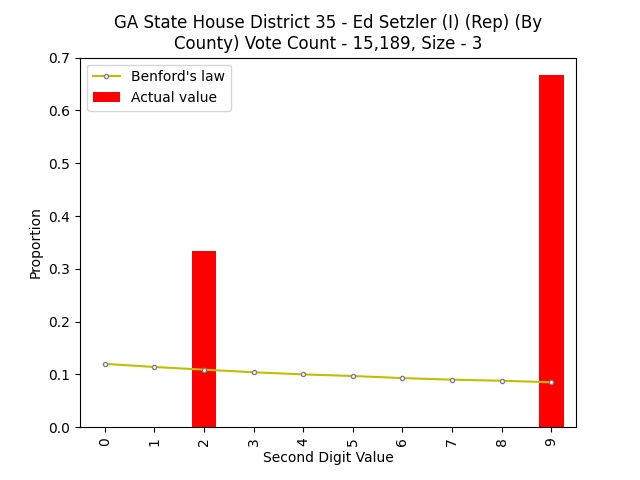 GA State House District 35 - Ed Setzler (I) (Rep) (By
County) Vote Count - 15,189, Size - 3
Benford's law
Actual value
0.7
0.6
0.5
0.4
0.3
0.2
0.1
0.0
Proportion
0 1 2 3 4 5 6 7 8 9
Second Digit Value